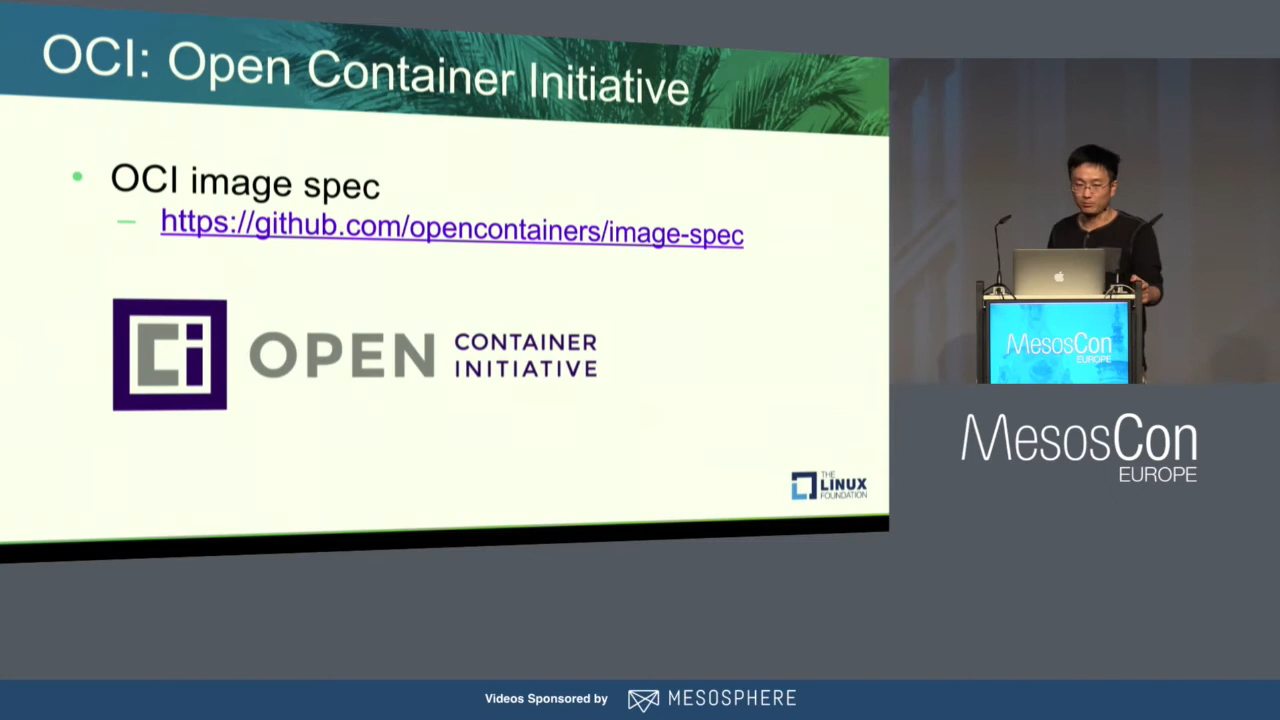 OCI: Open Container Initiative
• OCI image spec
– https://github.com/opencontainers/image-spec
Ci OPEN CONTAINER INITIATIVE
THE LINUX FOUNDATION
MesosCon
EUROPE
MesosCon
EUROPE
Videos Sponsored by MESOSPHERE